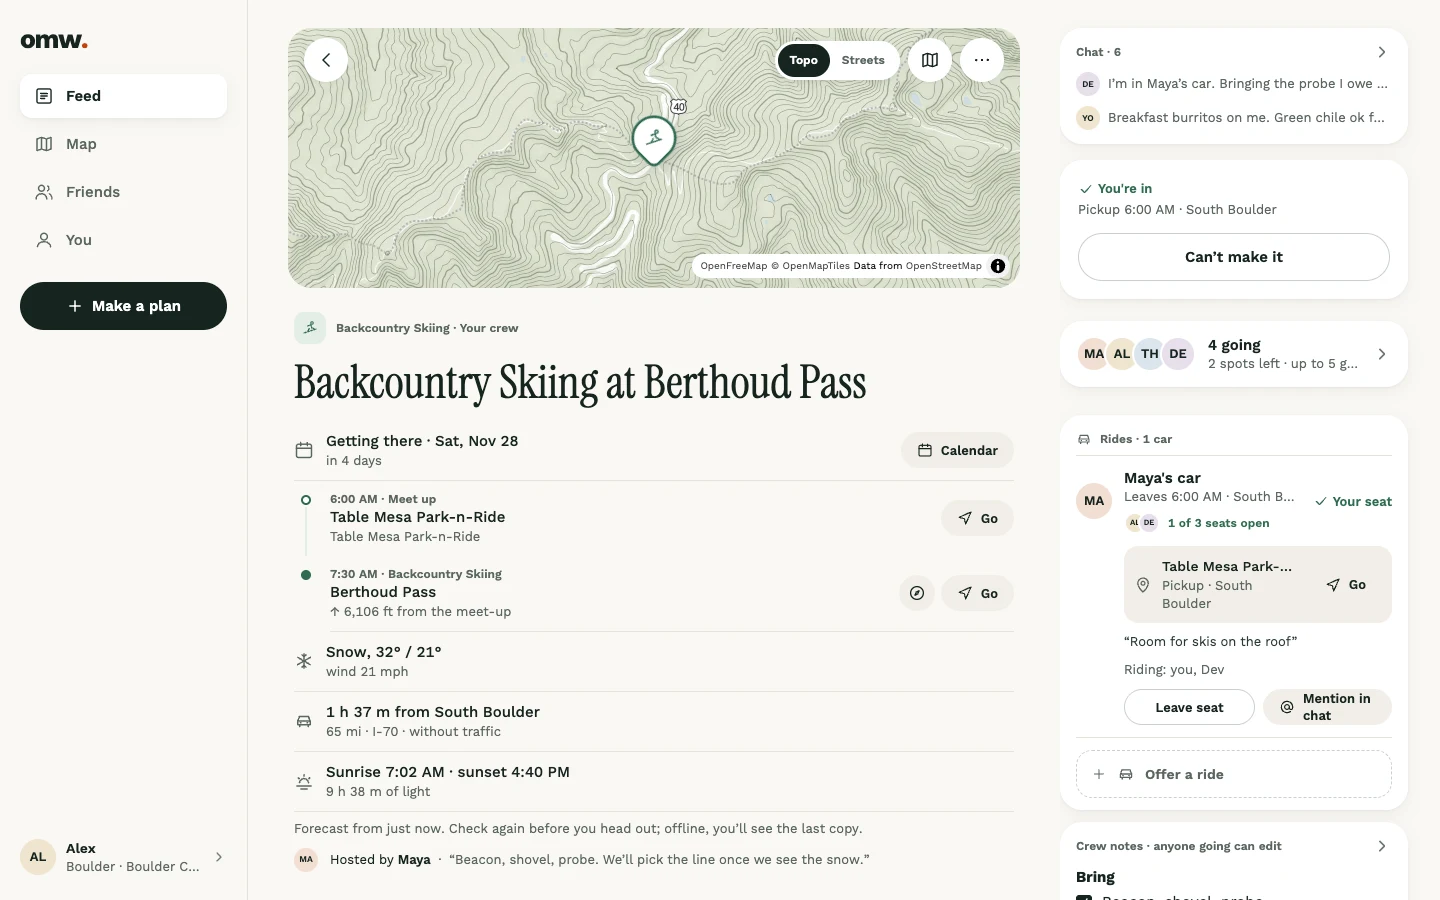 omw.
Feed
Map
Friends
You
Make a plan
AL
Alex
Boulder · Boulder C...
Topo
Streets
40
OpenFreeMap © OpenMapTiles Data from OpenStreetMap
Backcountry Skiing · Your crew
Backcountry Skiing at Berthoud Pass
Getting there · Sat, Nov 28
in 4 days
Calendar
6:00 AM · Meet up
Table Mesa Park-n-Ride
Table Mesa Park-n-Ride
Go
7:30 AM · Backcountry Skiing
Berthoud Pass
↑ 6,106 ft from the meet-up
Go
Snow, 32° / 21°
wind 21 mph
1 h 37 m from South Boulder
65 mi · I-70 · without traffic
Sunrise 7:02 AM · sunset 4:40 PM
9 h 38 m of light
Forecast from just now. Check again before you head out; offline, you’ll see the last copy.
MA
Hosted by Maya · “Beacon, shovel, probe. We’ll pick the line once we see the snow.”
Chat · 6
DE
I’m in Maya’s car. Bringing the probe I owe ...
YO
Breakfast burritos on me. Green chile ok f...
You're in
Pickup 6:00 AM · South Boulder
Can’t make it
MA AL TH DE
4 going
2 spots left · up to 5 g...
Rides · 1 car
MA
Maya's car
Leaves 6:00 AM · South B...
Your seat
AL DE
1 of 3 seats open
Table Mesa Park-...
Pickup · South
Boulder
Go
“Room for skis on the roof”
Riding: you, Dev
Leave seat
Mention in
chat
Offer a ride
Crew notes · anyone going can edit
Bring
Beacon, shovel, probe